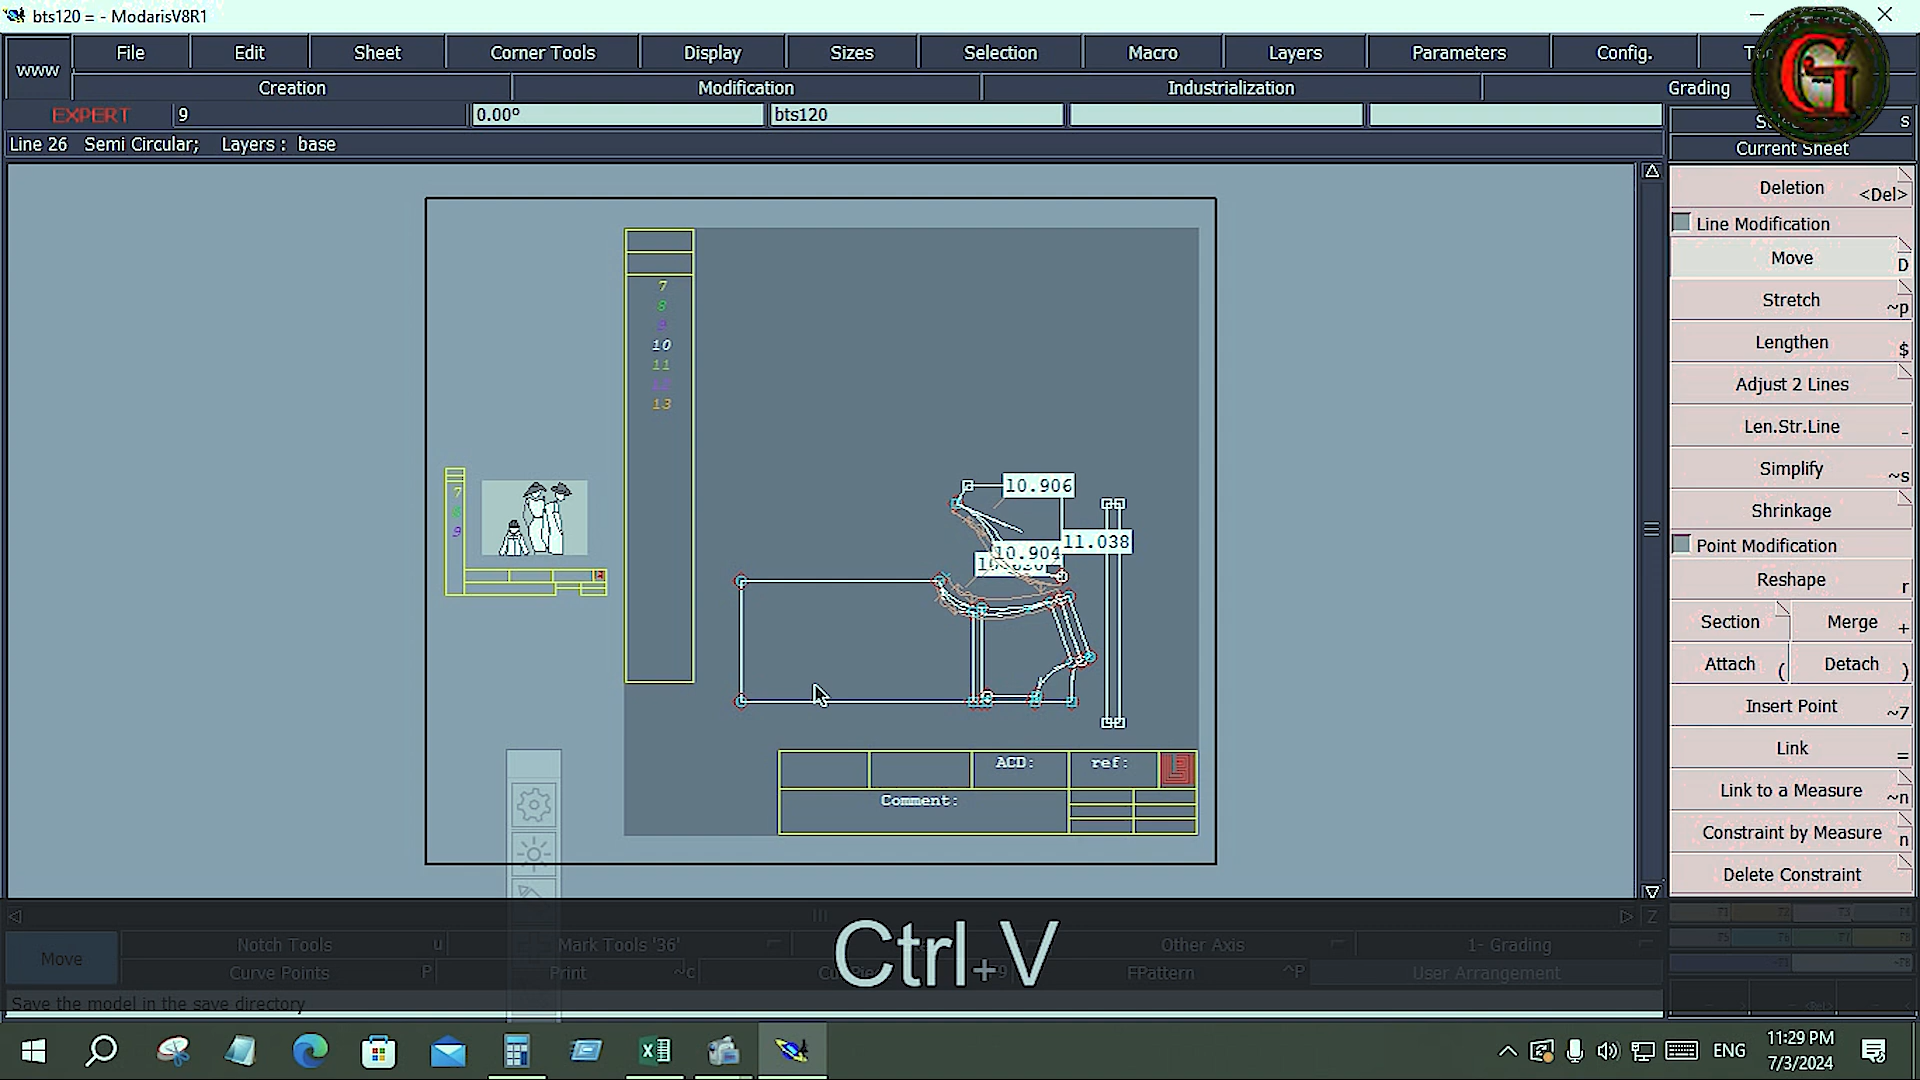 bts120 = - ModarisV8R1
www
File Edit Sheet Corner Tools Display Sizes Selection Macro Layers Parameters Config.
Creation Modification Industrialization Grading
EXPERT 9 0.00° bts120
S
Line 26 Semi Circular; Layers : base
Current Sheet
Deletion <Del>
Line Modification
Move D
Stretch ~p
Lengthen $
Adjust 2 Lines
Len.Str.Line -
Simplify ~s
Shrinkage
Point Modification
Reshape r
Section Merge +
Attach ( Detach )
Insert Point ~7
Link =
Link to a Measure ~n
Constraint by Measure n
Delete Constraint
7
8
9
10
11
12
13
7
8
9
10.906
11.038
10.904
ACD: ref:
Comment:
Ctrl+V
Z
Move
Notch Tools u Mark Tools '36' Other Axis 1- Grading
Curve Points P Print ~c FPattern ^P User Arrangement
Save the model in the save directory
G
ENG
11:29 PM
7/3/2024